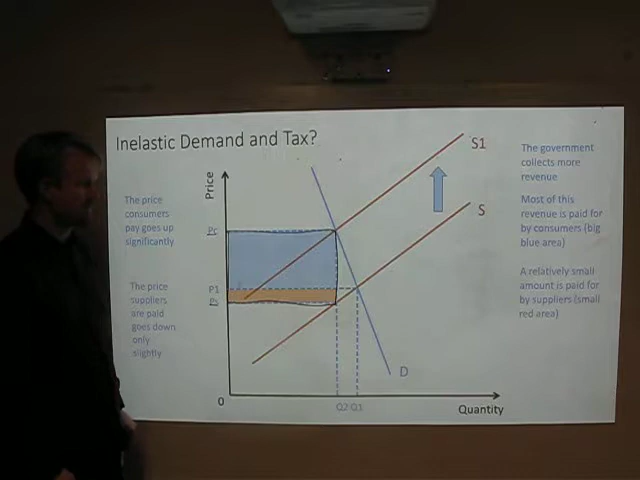 Inelastic Demand and Tax?
The price
consumers
pay goes up
significantly
The price
suppliers
are paid
goes down
only
slightly
Price
Pc
P1
Ps
0
Q2 Q1
Quantity
S1
S
D
The government
collects more
revenue
Most of this
revenue is paid for
by consumers (big
blue area)
A relatively small
amount is paid for
by suppliers (small
red area)